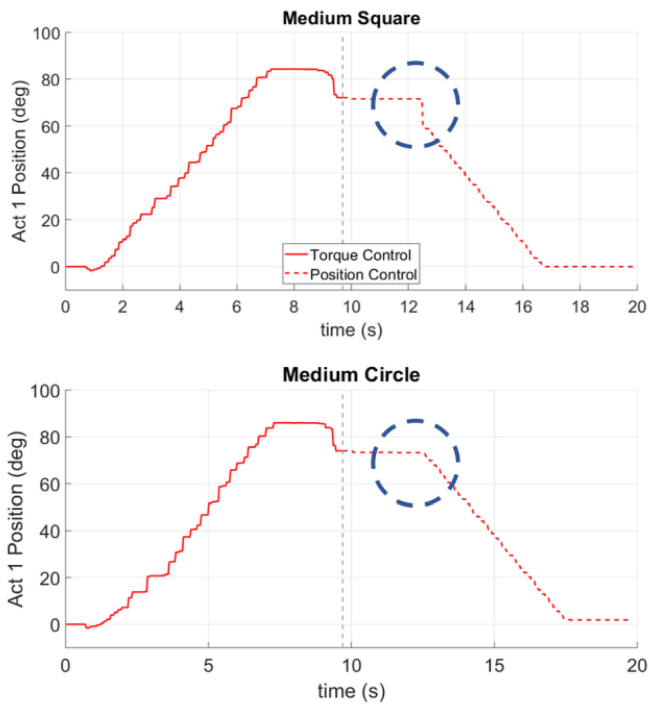 Medium Square
100
80
60
40
20
0
Act 1 Position (deg)
Torque Control
Position Control
0 2 4 6 8 10 12 14 16 18 20
time (s)
Medium Circle
100
80
60
40
20
0
Act 1 Position (deg)
0 5 10 15 20
time (s)